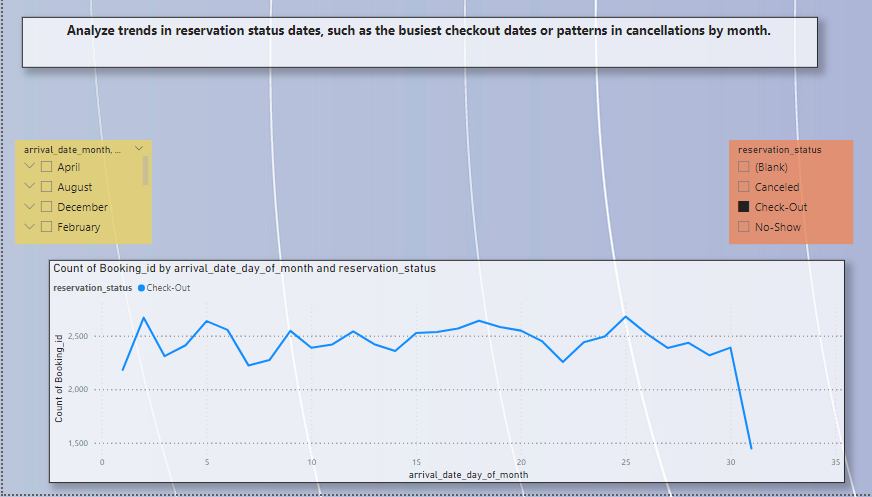 Analyze trends in reservation status dates, such as the busiest checkout dates or patterns in cancellations by month.
arrival_date_month, ...
April
August
December
February
reservation_status
(Blank)
Canceled
Check-Out
No-Show
Count of Booking_id by arrival_date_day_of_month and reservation_status
reservation_status Check-Out
Count of Booking_id
2,500
2,000
1,500
0 5 10 15 20 25 30 35
arrival_date_day_of_month